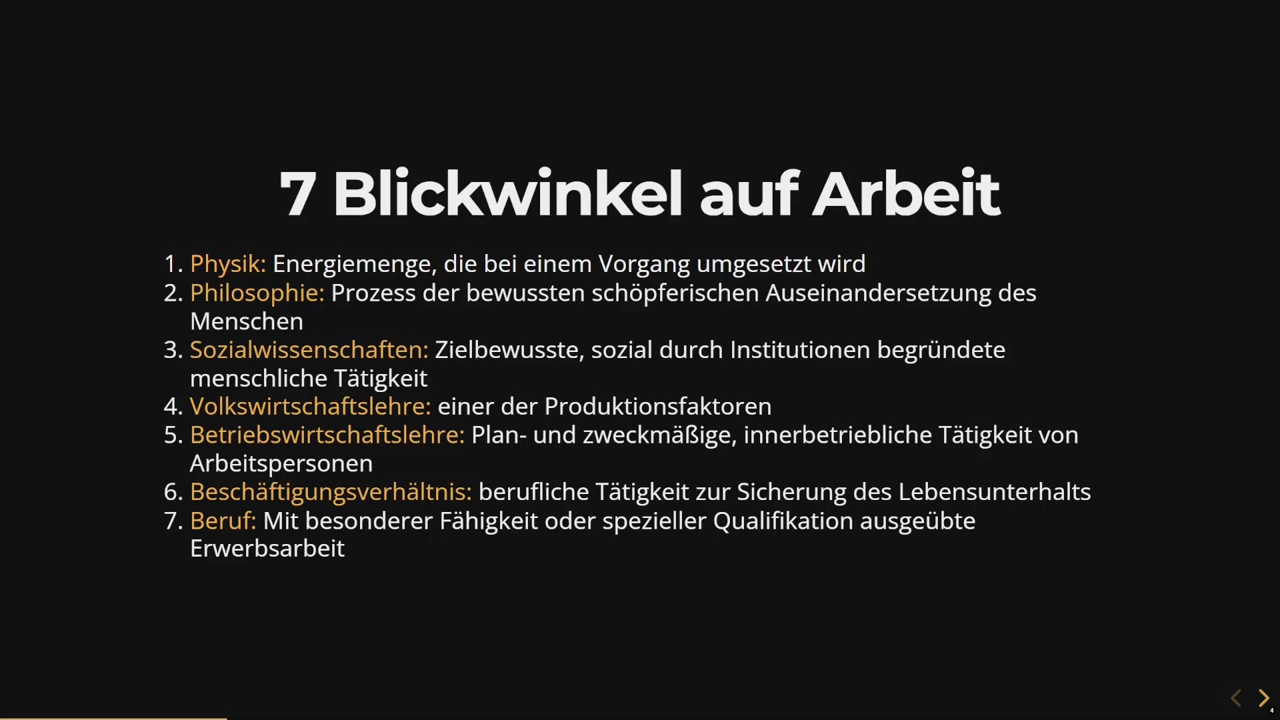 7 Blickwinkel auf Arbeit
1. Physik: Energiemenge, die bei einem Vorgang umgesetzt wird
2. Philosophie: Prozess der bewussten schöpferischen Auseinandersetzung des
Menschen
3. Sozialwissenschaften: Zielbewusste, sozial durch Institutionen begründete
menschliche Tätigkeit
4. Volkswirtschaftslehre: einer der Produktionsfaktoren
5. Betriebswirtschaftslehre: Plan- und zweckmäßige, innerbetriebliche Tätigkeit von
Arbeitspersonen
6. Beschäftigungsverhältnis: berufliche Tätigkeit zur Sicherung des Lebensunterhalts
7. Beruf: Mit besonderer Fähigkeit oder spezieller Qualifikation ausgeübte
Erwerbsarbeit
4